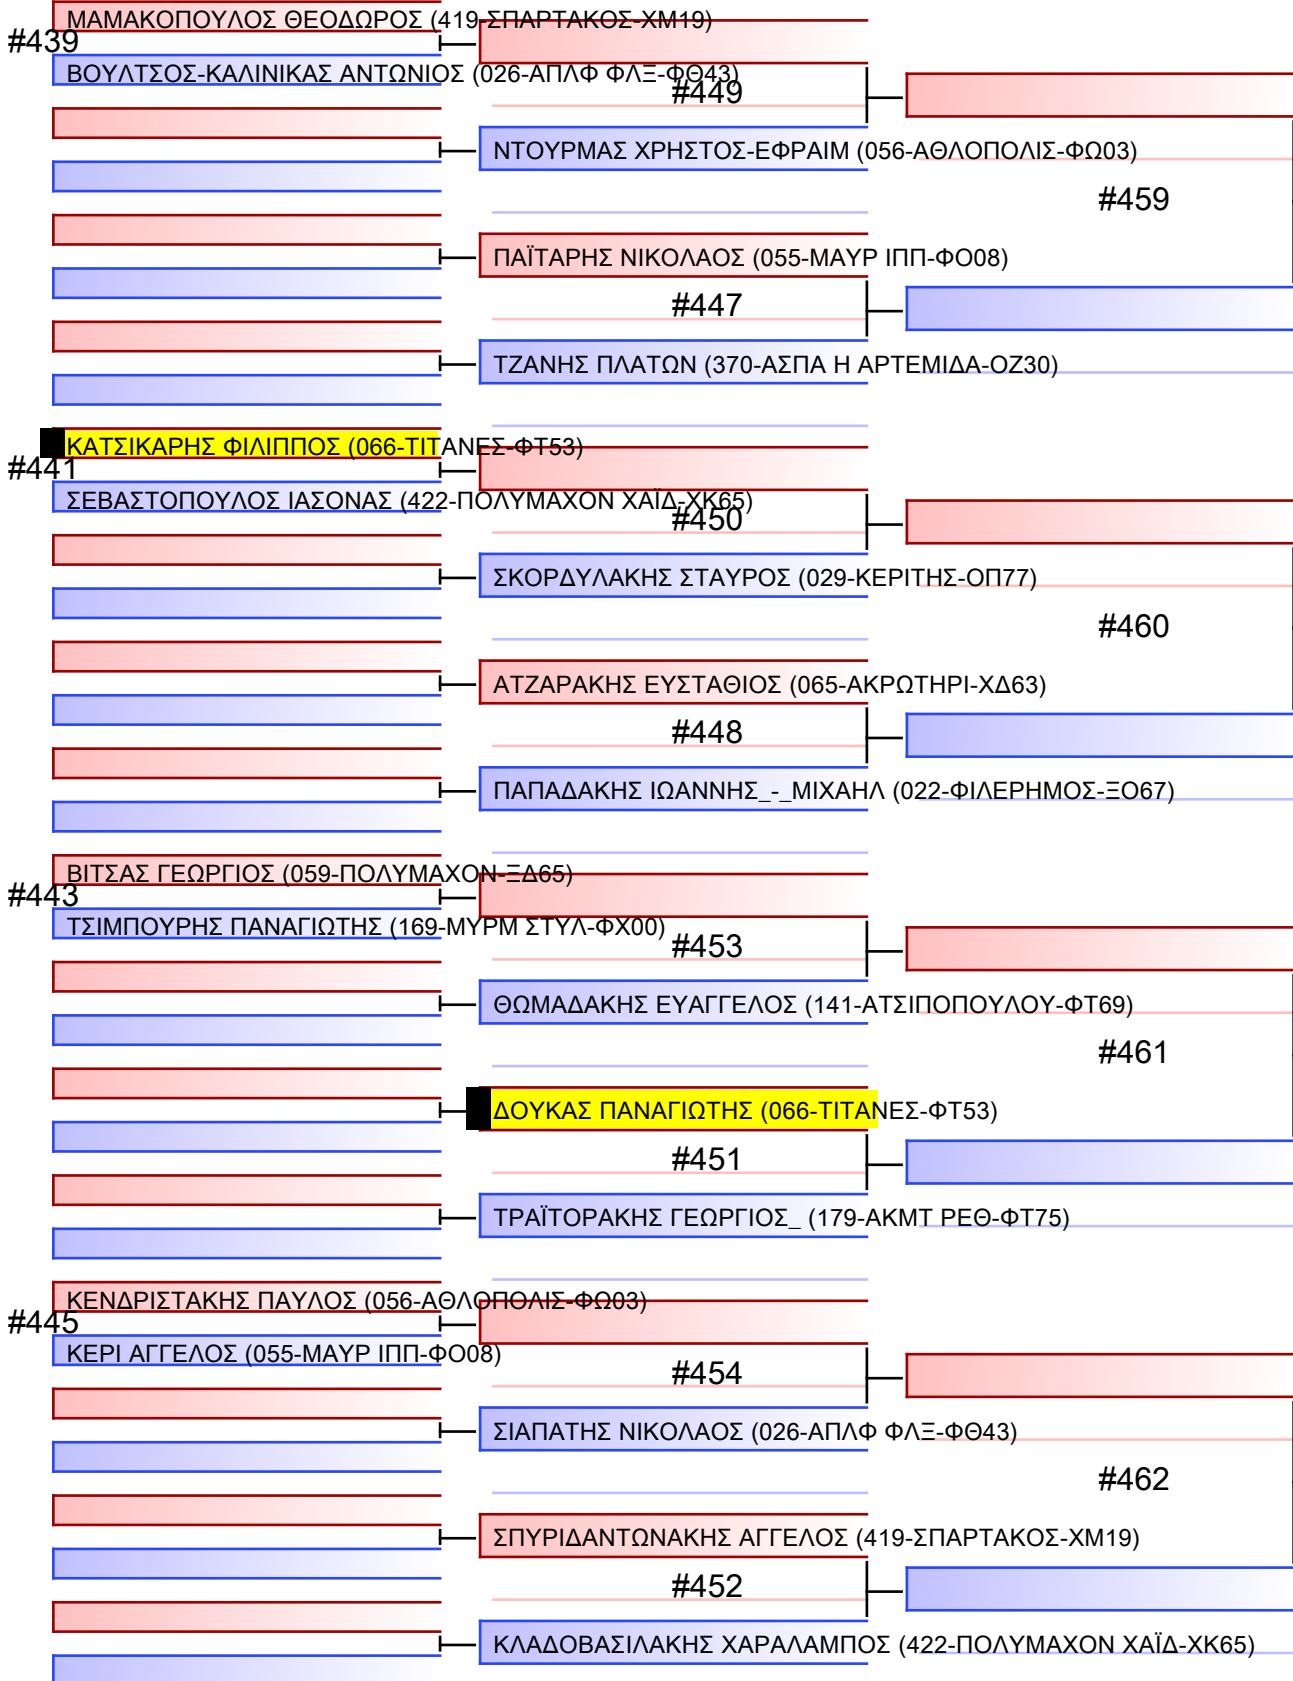 ΜΑΜΑΚΟΠΟΥΛΟΣ ΘΕΟΔΩΡΟΣ (419-ΣΠΑΡΤΑΚΟΣ-ΧΜ19)
#439
ΒΟΥΛΤΣΟΣ-ΚΑΛΙΝΙΚΑΣ ΑΝΤΩΝΙΟΣ (026-ΑΠΛΦ ΦΛΞ-ΦΘ43)
#449
ΝΤΟΥΡΜΑΣ ΧΡΗΣΤΟΣ-ΕΦΡΑΙΜ (056-ΑΘΛΟΠΟΛΙΣ-ΦΩ03)
#459
ΠΑΪΤΑΡΗΣ ΝΙΚΟΛΑΟΣ (055-ΜΑΥΡ ΙΠΠ-ΦΟ08)
#447
ΤΖΑΝΗΣ ΠΛΑΤΩΝ (370-ΑΣΠΑ Η ΑΡΤΕΜΙΔΑ-ΟΖ30)
ΚΑΤΣΙΚΑΡΗΣ ΦΙΛΙΠΠΟΣ (066-ΤΙΤΑΝΕΣ-ΦΤ53)
#441
ΣΕΒΑΣΤΟΠΟΥΛΟΣ ΙΑΣΟΝΑΣ (422-ΠΟΛΥΜΑΧΟΝ ΧΑΪΔ-ΧΚ65)
#450
ΣΚΟΡΔΥΛΑΚΗΣ ΣΤΑΥΡΟΣ (029-ΚΕΡΙΤΗΣ-ΟΠ77)
#460
ΑΤΖΑΡΑΚΗΣ ΕΥΣΤΑΘΙΟΣ (065-ΑΚΡΩΤΗΡΙ-ΧΔ63)
#448
ΠΑΠΑΔΑΚΗΣ ΙΩΑΝΝΗΣ_-_ΜΙΧΑΗΛ (022-ΦΙΛΕΡΗΜΟΣ-ΞΟ67)
ΒΙΤΣΑΣ ΓΕΩΡΓΙΟΣ (059-ΠΟΛΥΜΑΧΟΝ-ΞΔ65)
#443
ΤΣΙΜΠΟΥΡΗΣ ΠΑΝΑΓΙΩΤΗΣ (169-ΜΥΡΜ ΣΤΥΛ-ΦΧ00)
#453
ΘΩΜΑΔΑΚΗΣ ΕΥΑΓΓΕΛΟΣ (141-ΑΤΣΙΠΟΠΟΥΛΟΥ-ΦΤ69)
#461
ΔΟΥΚΑΣ ΠΑΝΑΓΙΩΤΗΣ (066-ΤΙΤΑΝΕΣ-ΦΤ53)
#451
ΤΡΑΪΤΟΡΑΚΗΣ ΓΕΩΡΓΙΟΣ_ (179-ΑΚΜΤ ΡΕΘ-ΦΤ75)
ΚΕΝΔΡΙΣΤΑΚΗΣ ΠΑΥΛΟΣ (056-ΑΘΛΟΠΟΛΙΣ-ΦΩ03)
#445
ΚΕΡΙ ΑΓΓΕΛΟΣ (055-ΜΑΥΡ ΙΠΠ-ΦΟ08)
#454
ΣΙΑΠΑΤΗΣ ΝΙΚΟΛΑΟΣ (026-ΑΠΛΦ ΦΛΞ-ΦΘ43)
#462
ΣΠΥΡΙΔΑΝΤΩΝΑΚΗΣ ΑΓΓΕΛΟΣ (419-ΣΠΑΡΤΑΚΟΣ-ΧΜ19)
#452
ΚΛΑΔΟΒΑΣΙΛΑΚΗΣ ΧΑΡΑΛΑΜΠΟΣ (422-ΠΟΛΥΜΑΧΟΝ ΧΑΪΔ-ΧΚ65)